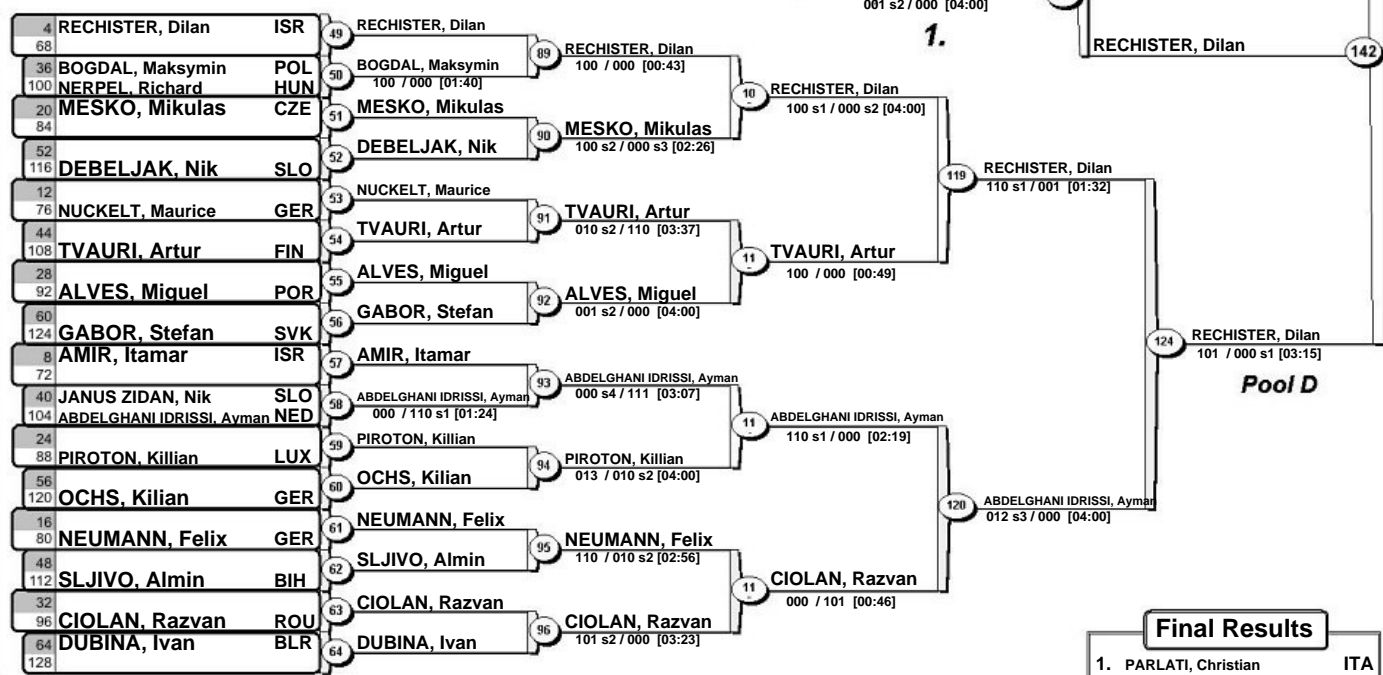 001 s2 / 000 [04:00]
1.
RECHISTER, Dilan
142
4 RECHISTER, Dilan ISR
68
49 RECHISTER, Dilan
36 BOGDAL, Maksymin POL
100 NERPEL, Richard HUN
50 BOGDAL, Maksymin
100 / 000 [01:40]
89 RECHISTER, Dilan
100 / 000 [00:43]
20 MESKO, Mikulas CZE
84
51 MESKO, Mikulas
52
116 DEBELJAK, Nik SLO
52 DEBELJAK, Nik
90 MESKO, Mikulas
100 s2 / 000 s3 [02:26]
10 RECHISTER, Dilan
100 s1 / 000 s2 [04:00]
12
76 NUCKELT, Maurice GER
53 NUCKELT, Maurice
44
108 TVAURI, Artur FIN
54 TVAURI, Artur
91 TVAURI, Artur
010 s2 / 110 [03:37]
28
92 ALVES, Miguel POR
55 ALVES, Miguel
60
124 GABOR, Stefan SVK
56 GABOR, Stefan
92 ALVES, Miguel
001 s2 / 000 [04:00]
11 TVAURI, Artur
100 / 000 [00:49]
119 RECHISTER, Dilan
110 s1 / 001 [01:32]
8 AMIR, Itamar ISR
72
57 AMIR, Itamar
40 JANUS ZIDAN, Nik SLO
104 ABDELGHANI IDRISSI, Ayman NED
58 ABDELGHANI IDRISSI, Ayman
000 / 110 s1 [01:24]
93 ABDELGHANI IDRISSI, Ayman
000 s4 / 111 [03:07]
24
88 PIROTON, Killian LUX
59 PIROTON, Killian
56
120 OCHS, Kilian GER
60 OCHS, Kilian
94 PIROTON, Killian
013 / 010 s2 [04:00]
11 ABDELGHANI IDRISSI, Ayman
110 s1 / 000 [02:19]
16
80 NEUMANN, Felix GER
61 NEUMANN, Felix
48
112 SLJIVO, Almin BIH
62 SLJIVO, Almin
95 NEUMANN, Felix
110 / 010 s2 [02:56]
32
96 CIOLAN, Razvan ROU
63 CIOLAN, Razvan
64 DUBINA, Ivan BLR
128
64 DUBINA, Ivan
96 CIOLAN, Razvan
101 s2 / 000 [03:23]
11 CIOLAN, Razvan
000 / 101 [00:46]
120 ABDELGHANI IDRISSI, Ayman
012 s3 / 000 [04:00]
124 RECHISTER, Dilan
101 / 000 s1 [03:15]
Pool D
Final Results
1. PARLATI, Christian ITA